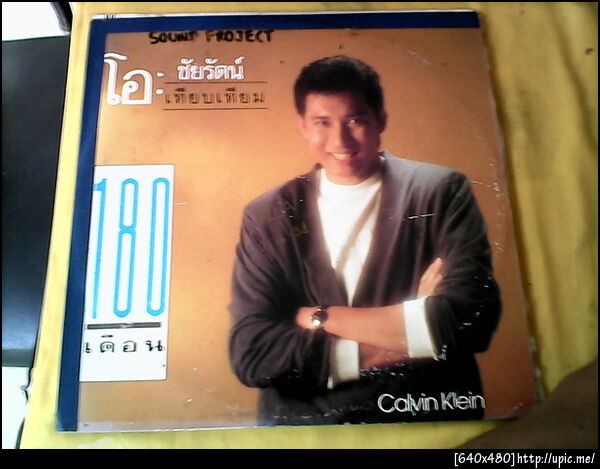 SOUND PROJECT
โอ๋ ชัยรัตน์
เทียบเทียม
180
เดือน
Calvin Klein
[640x480]http://upic.me/